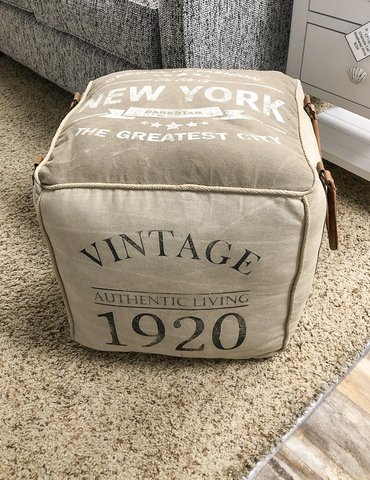 NEW YORK
DARKSTAR
THE GREATEST CITY
VINTAGE
AUTHENTIC LIVING
1920